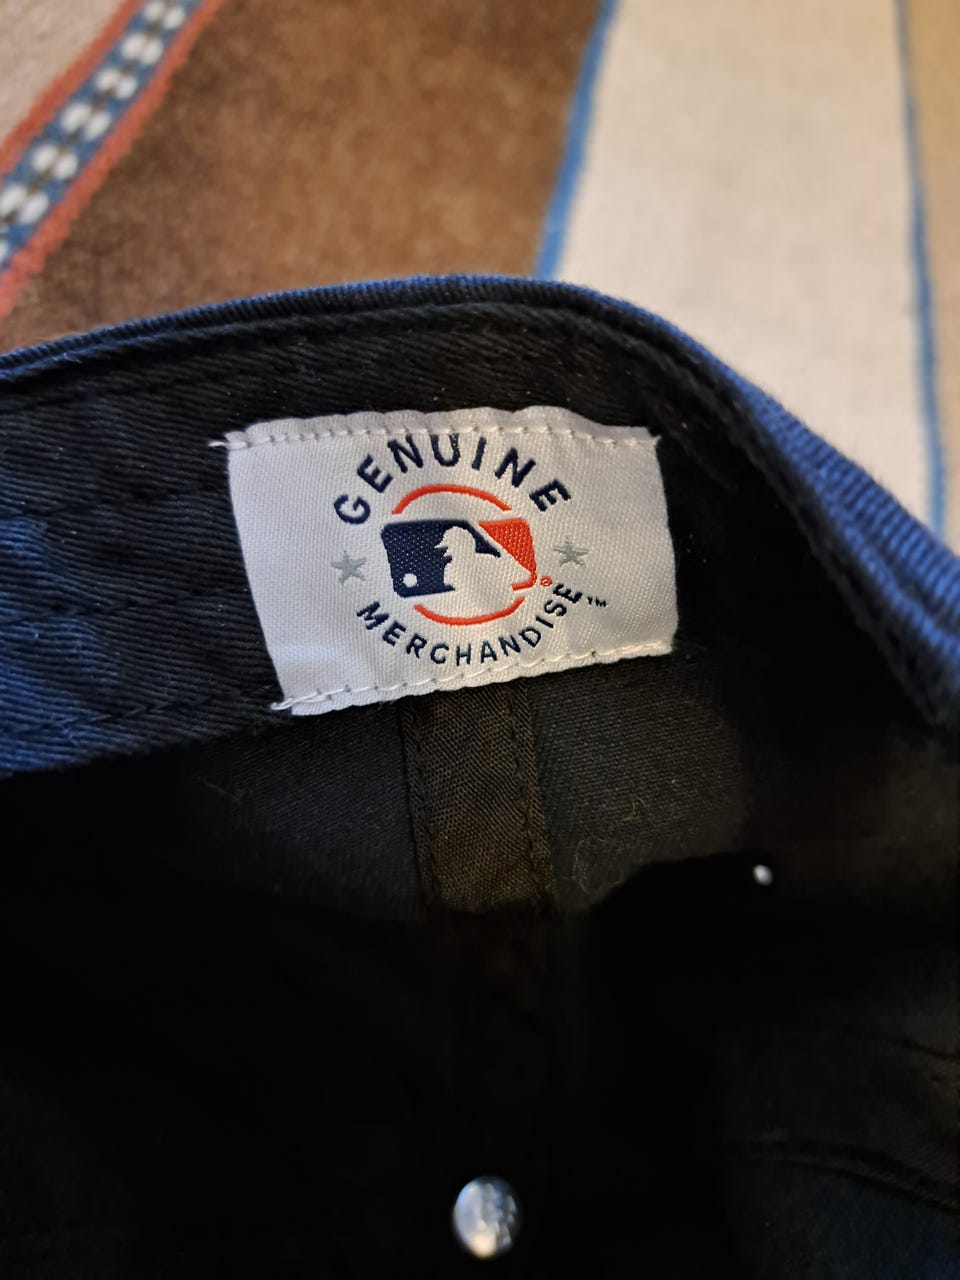 GENUINE
®
MERCHANDISE™